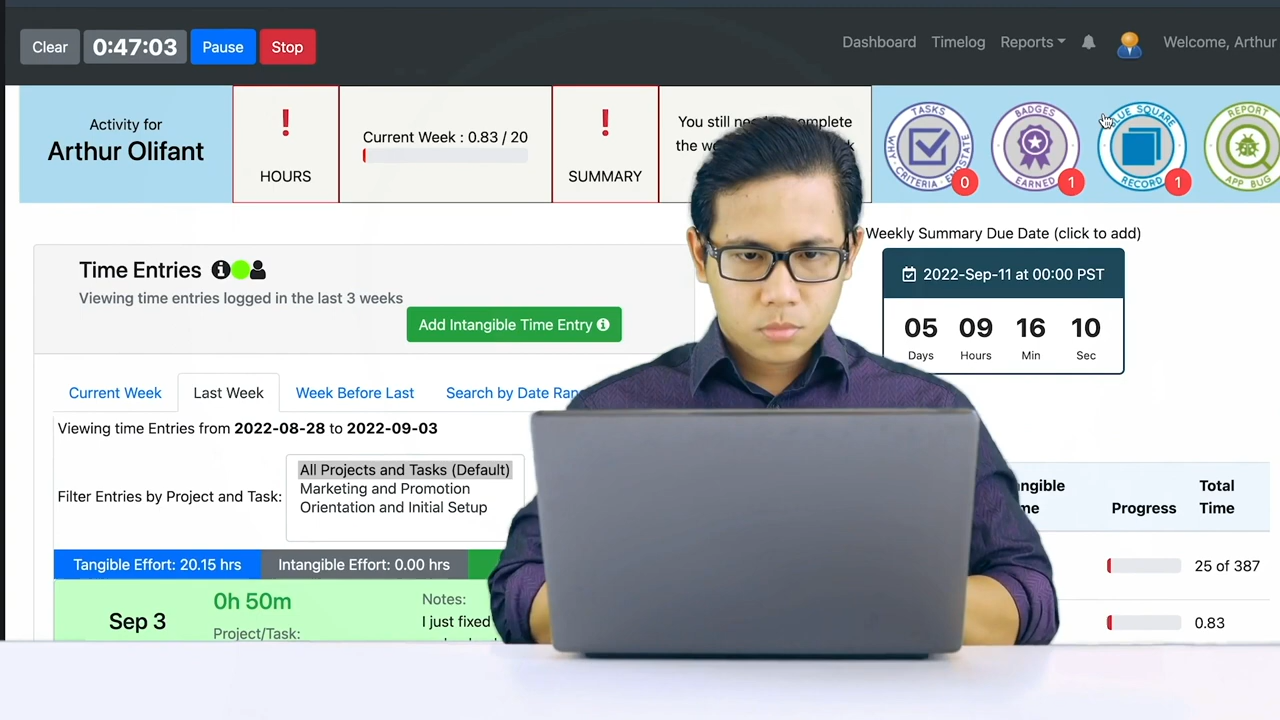 Clear
0:47:03
Pause
Stop
Dashboard
Timelog
Reports
Welcome, Arthur
Activity for
Arthur Olifant
!
HOURS
Current Week : 0.83 / 20
!
SUMMARY
You still
complete
the
TASKS
WHY · CRITERIA ·
0
BADGES
EARNED
1
SQUARE
RECORD
1
REPORT
APP BUG
Weekly Summary Due Date (click to add)
2022-Sep-11 at 00:00 PST
05 09 16 10
Days Hours Min Sec
Time Entries
Viewing time entries logged in the last 3 weeks
Add Intangible Time Entry
Current Week
Last Week
Week Before Last
Search by Date
Viewing time Entries from 2022-08-28 to 2022-09-03
Filter Entries by Project and Task:
All Projects and Tasks (Default)
Marketing and Promotion
Orientation and Initial Setup
Tangible Effort: 20.15 hrs
Intangible Effort: 0.00 hrs
Sep 3
0h 50m
Project/Task:
Notes:
I just fixed
Progress
Total
Time
25 of 387
0.83